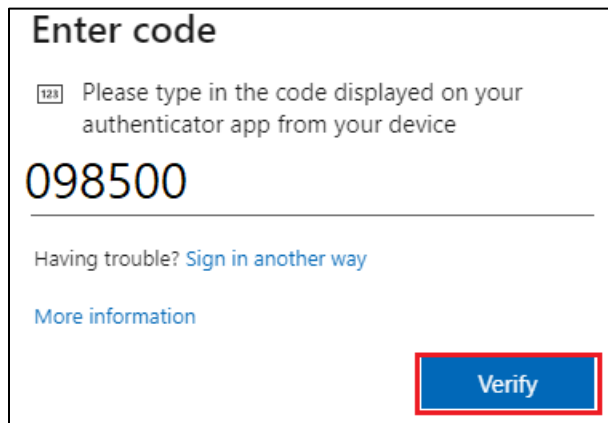 Enter code
123 Please type in the code displayed on your
authenticator app from your device
098500
Having trouble? Sign in another way
More information
Verify